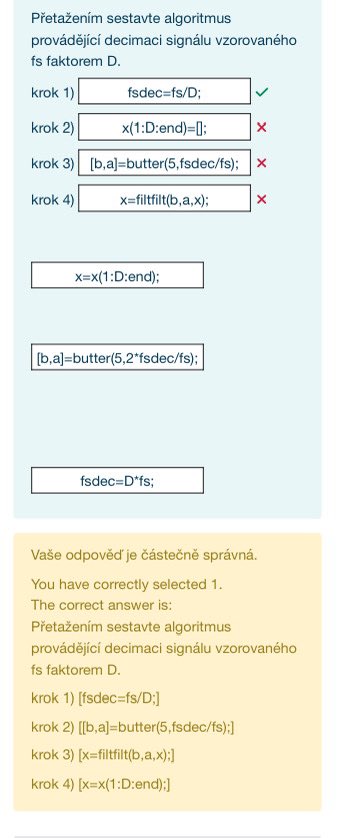 Přetažením sestavte algoritmus
provádějící decimaci signálu vzorovaného
fs faktorem D.
krok 1) fsdec=fs/D;
krok 2) x(1:D:end)=[];
krok 3) [b,a]=butter(5,fsdec/fs);
krok 4) x=filtfilt(b,a,x);
x=x(1:D:end);
[b,a]=butter(5,2*fsdec/fs);
fsdec=D*fs;
Vaše odpověď je částečně správná.
You have correctly selected 1.
The correct answer is:
Přetažením sestavte algoritmus
provádějící decimaci signálu vzorovaného
fs faktorem D.
krok 1) [fsdec=fs/D;]
krok 2) [[b,a]=butter(5,fsdec/fs);]
krok 3) [x=filtfilt(b,a,x);]
krok 4) [x=x(1:D:end);]